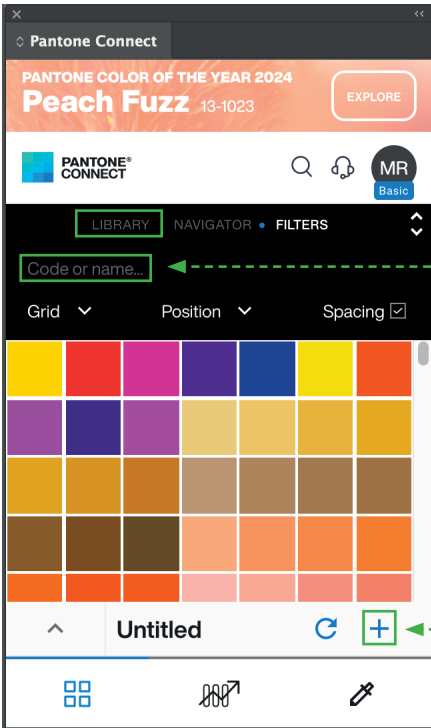 Pantone Connect
PANTONE COLOR OF THE YEAR 2024
Peach Fuzz 13-1023
EXPLORE
PANTONE®
CONNECT
MR
Basic
LIBRARY NAVIGATOR • FILTERS
Code or name...
Grid Position Spacing
Untitled